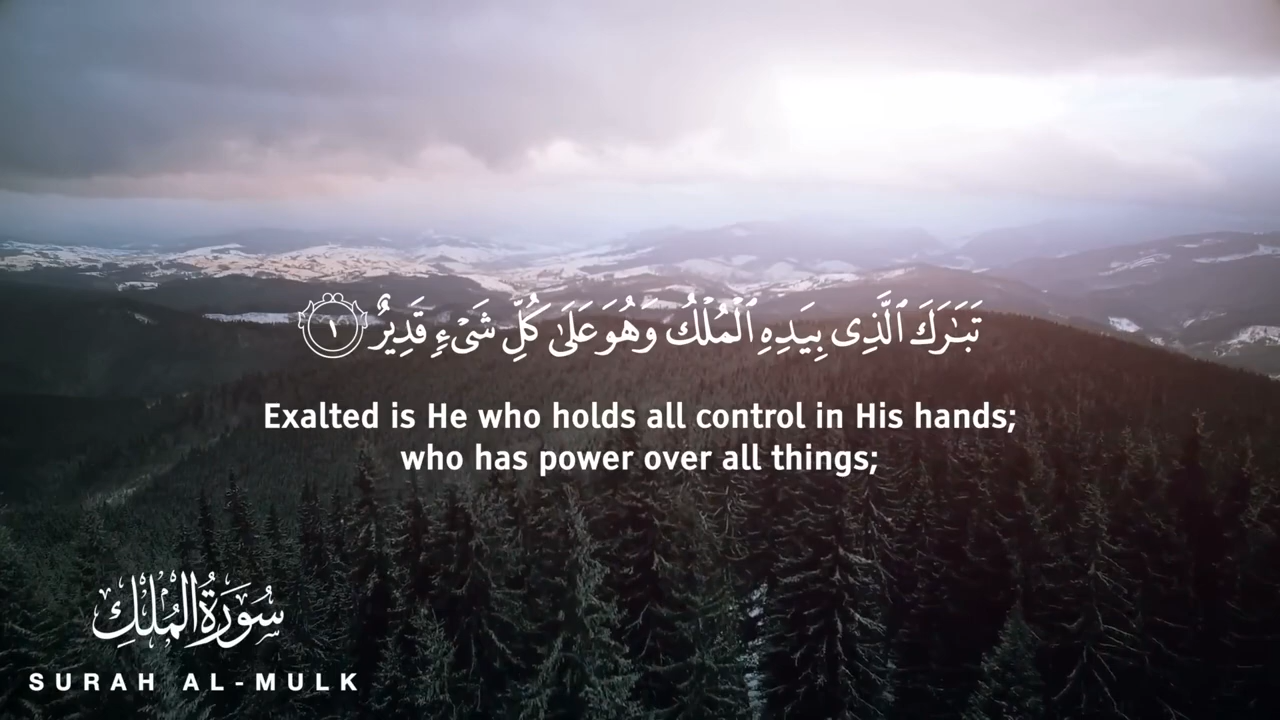 تَبَـٰرَكَ ٱلَّذِى بِيَدِهِ ٱلْمُلْكُ وَهُوَ عَلَىٰ كُلِّ شَىْءٍ قَدِيرٌ ١
Exalted is He who holds all control in His hands;
who has power over all things;
سُورَةُ المُلْكِ
SURAH AL-MULK